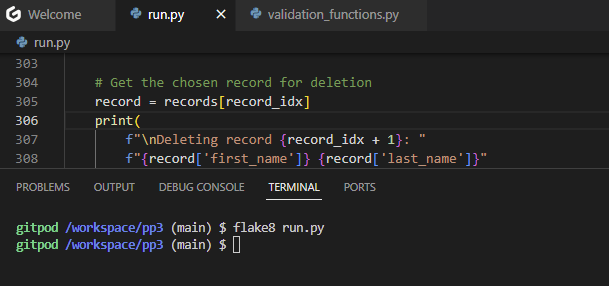 Welcome run.py validation_functions.py
run.py
303
304 # Get the chosen record for deletion
305 record = records[record_idx]
306 print(
307 f"\nDeleting record {record_idx + 1}: "
308 f"{record['first_name']} {record['last_name']}"
PROBLEMS OUTPUT DEBUG CONSOLE TERMINAL PORTS
gitpod /workspace/pp3 (main) $ flake8 run.py
gitpod /workspace/pp3 (main) $